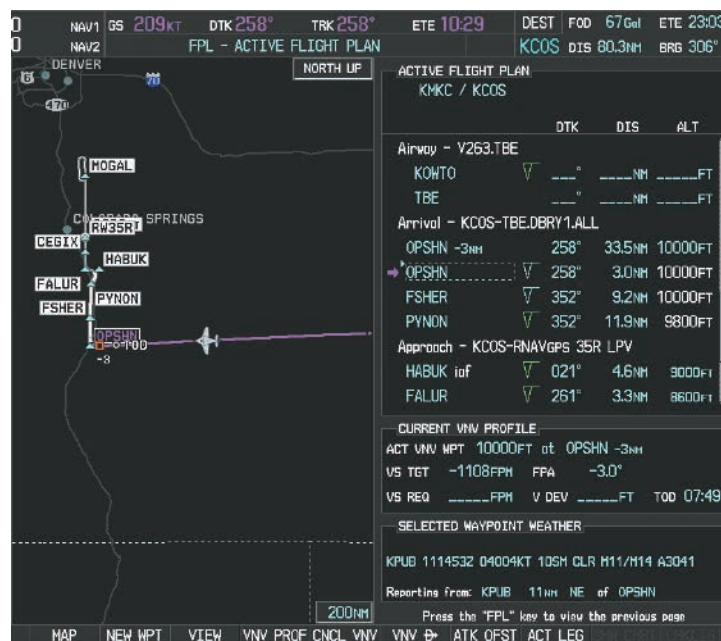 0 NAV1 GS 209KT DTK 258° TRK 258° ETE 10:29 DEST FOD 67Gal ETE 23:03
0 NAV2 FPL - ACTIVE FLIGHT PLAN KCOS DIS 80.3NM BRG 306°
DENVER
NORTH UP
6
70
470
MOGAL
COLORADO SPRINGS
RW35R
CEGIX
HABUK
FALUR
PYNON
FSHER
OPSHN
TOD
-3
200NM
ACTIVE FLIGHT PLAN
KMKC / KCOS
DTK DIS ALT
Airway - V263.TBE
KOWTO ___° ____NM _____FT
TBE ___° ____NM _____FT
Arrival - KCOS-TBE.DBRY1.ALL
OPSHN -3NM 258° 33.5NM 10000FT
OPSHN 258° 3.0NM 10000FT
FSHER 352° 9.2NM 10000FT
PYNON 352° 11.9NM 9800FT
Approach - KCOS-RNAVGPS 35R LPV
HABUK iaf 021° 4.6NM 9000FT
FALUR 261° 3.3NM 8600FT
CURRENT VNV PROFILE
ACT VNV WPT 10000FT at OPSHN -3NM
VS TGT -1108FPM FPA -3.0°
VS REQ _____FPM V DEV _____FT TOD 07:49
SELECTED WAYPOINT WEATHER
KPUB 111453Z 04004KT 10SM CLR M11/M14 A3041
Reporting from: KPUB 11NM NE of OPSHN
Press the "FPL" key to view the previous page
MAP NEW WPT VIEW VNV PROF CNCL VNV VNV D→ ATK OFST ACT LEG